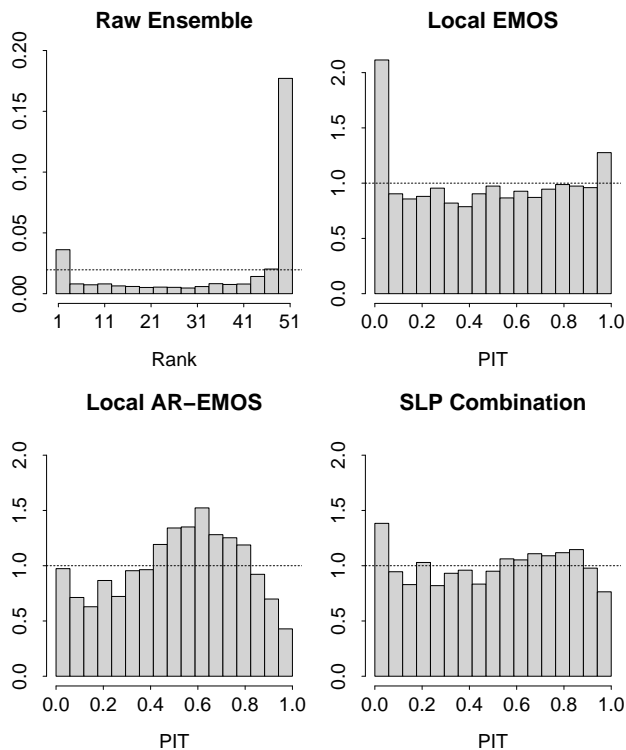 Raw Ensemble
0.00 0.05 0.10 0.15 0.20
1 11 21 31 41 51
Rank
Local EMOS
0.0 0.5 1.0 1.5 2.0
0.0 0.2 0.4 0.6 0.8 1.0
PIT
Local AR−EMOS
0.0 0.5 1.0 1.5 2.0
0.0 0.2 0.4 0.6 0.8 1.0
PIT
SLP Combination
0.0 0.5 1.0 1.5 2.0
0.0 0.2 0.4 0.6 0.8 1.0
PIT